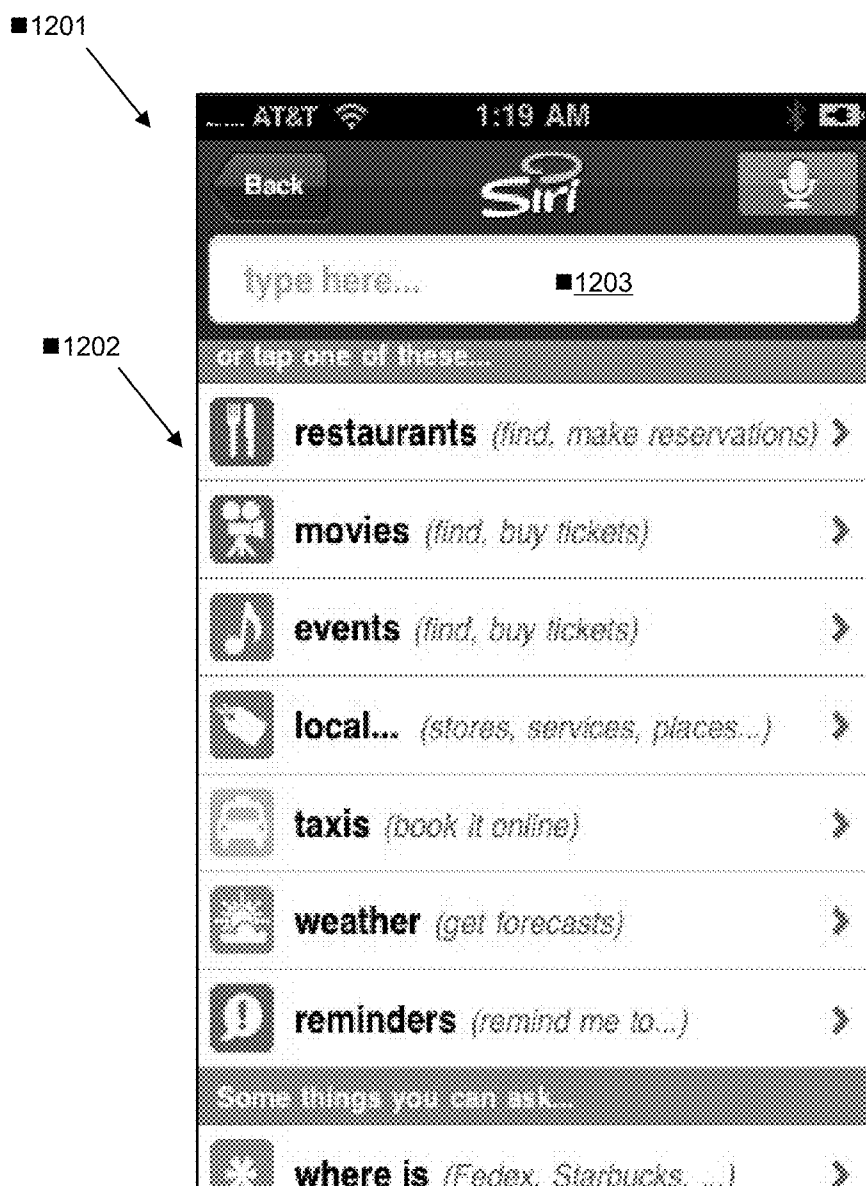 ■1201
AT&T 1:19 AM
Back Siri
type here... ■1203
■1202
or tap one of these...
restaurants (find, make reservations)
movies (find, buy tickets)
events (find, buy tickets)
local... (stores, services, places...)
taxis (book it online)
weather (get forecasts)
reminders (remind me to...)
Some things you can ask...
where is (Fedex, Starbucks, ...)